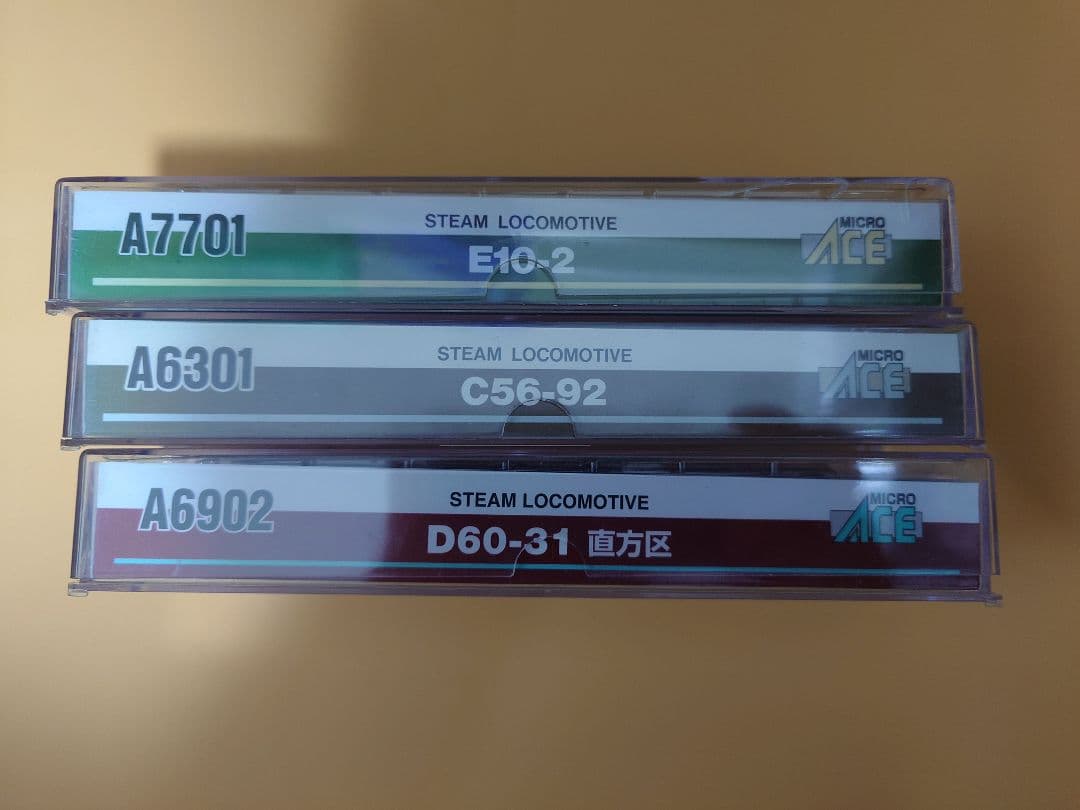 A7701
STEAM LOCOMOTIVE
E10-2
MICRO
ACE
A6301
STEAM LOCOMOTIVE
C56-92
MICRO
ACE
A6902
STEAM LOCOMOTIVE
D60-31 直方区
MICRO
ACE